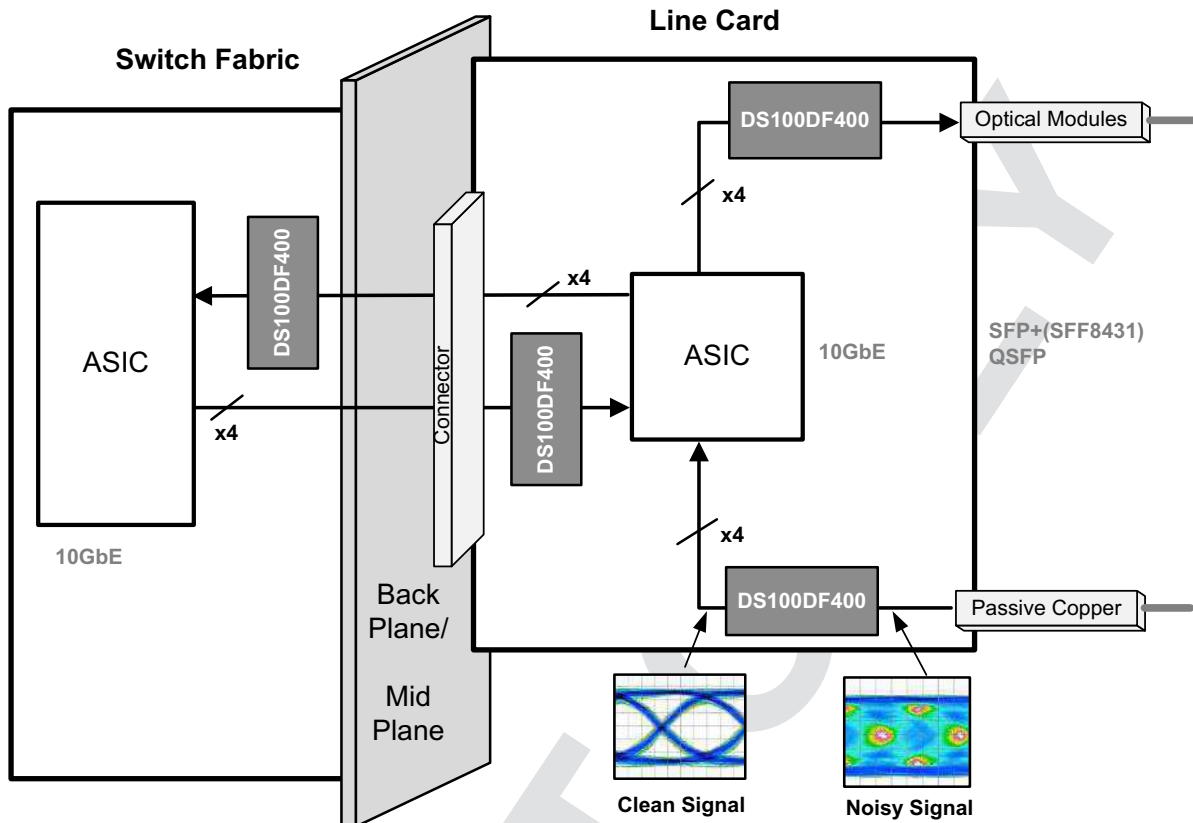 Line Card
Switch Fabric
DS100DF400
Optical Modules
x4
DS100DF400
x4
ASIC
ASIC
10GbE
SFP+(SFF8431)
QSFP
DS100DF400
Connector
x4
10GbE
x4
Back
Plane/
Mid
Plane
DS100DF400
Passive Copper
Clean Signal
Noisy Signal